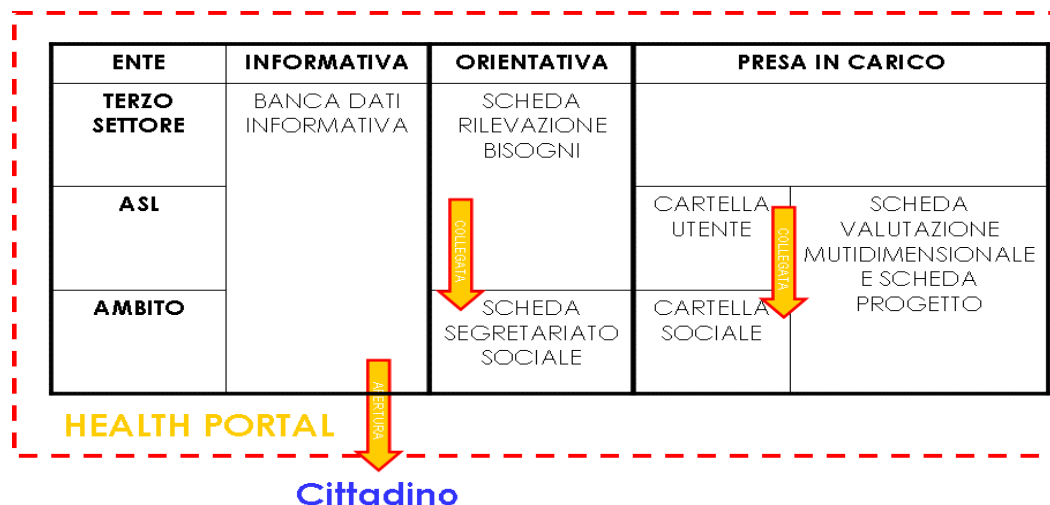 ENTE INFORMATIVA ORIENTATIVA PRESA IN CARICO
TERZO
SETTORE
BANCA DATI
INFORMATIVA
SCHEDA
RILEVAZIONE
BISOGNI
ASL
COLLEGATA
CARTELLA
UTENTE
COLLEGATA
SCHEDA
VALUTAZIONE
MUTIDIMENSIONALE
E SCHEDA
PROGETTO
AMBITO
SCHEDA
SEGRETARIATO
SOCIALE
CARTELLA
SOCIALE
APERTURA
HEALTH PORTAL
Cittadino